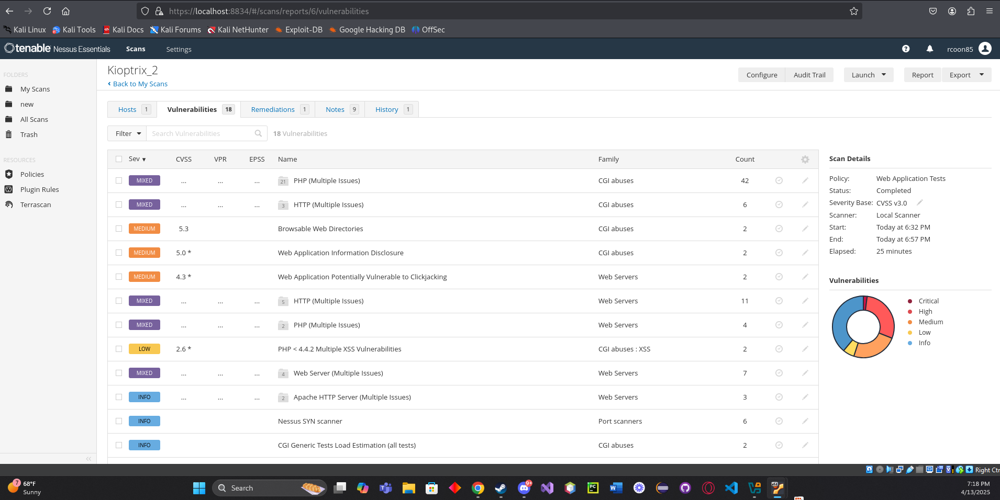 https://localhost:8834/#/scans/reports/6/vulnerabilities
Kali Linux Kali Tools Kali Docs Kali Forums Kali NetHunter Exploit-DB Google Hacking DB OffSec
tenable Nessus Essentials Scans Settings rcoon85
FOLDERS
My Scans
new
All Scans
Trash
RESOURCES
Policies
Plugin Rules
Terrascan
Kioptrix_2
Back to My Scans
Configure Audit Trail Launch Report Export
Hosts 1 Vulnerabilities 18 Remediations 1 Notes 9 History 1
Filter Search Vulnerabilities 18 Vulnerabilities
Sev CVSS VPR EPSS Name Family Count
MIXED ... ... ... 21 PHP (Multiple Issues) CGI abuses 42
MIXED ... ... ... 3 HTTP (Multiple Issues) CGI abuses 6
MEDIUM 5.3 Browsable Web Directories CGI abuses 2
MEDIUM 5.0 * Web Application Information Disclosure CGI abuses 2
MEDIUM 4.3 * Web Application Potentially Vulnerable to Clickjacking Web Servers 2
MIXED ... ... ... 5 HTTP (Multiple Issues) Web Servers 11
MIXED ... ... ... 2 PHP (Multiple Issues) Web Servers 4
LOW 2.6 * PHP < 4.4.2 Multiple XSS Vulnerabilities CGI abuses : XSS 2
MIXED ... ... ... 4 Web Server (Multiple Issues) Web Servers 7
INFO ... ... ... 2 Apache HTTP Server (Multiple Issues) Web Servers 3
INFO Nessus SYN scanner Port scanners 6
INFO CGI Generic Tests Load Estimation (all tests) CGI abuses 2
Scan Details
Policy: Web Application Tests
Status: Completed
Severity Base: CVSS v3.0
Scanner: Local Scanner
Start: Today at 6:32 PM
End: Today at 6:57 PM
Elapsed: 25 minutes
Vulnerabilities
Critical
High
Medium
Low
Info
Right Ctr
7 68°F
Sunny
Search
9+
PC
W
x64
7:18 PM
4/13/2025